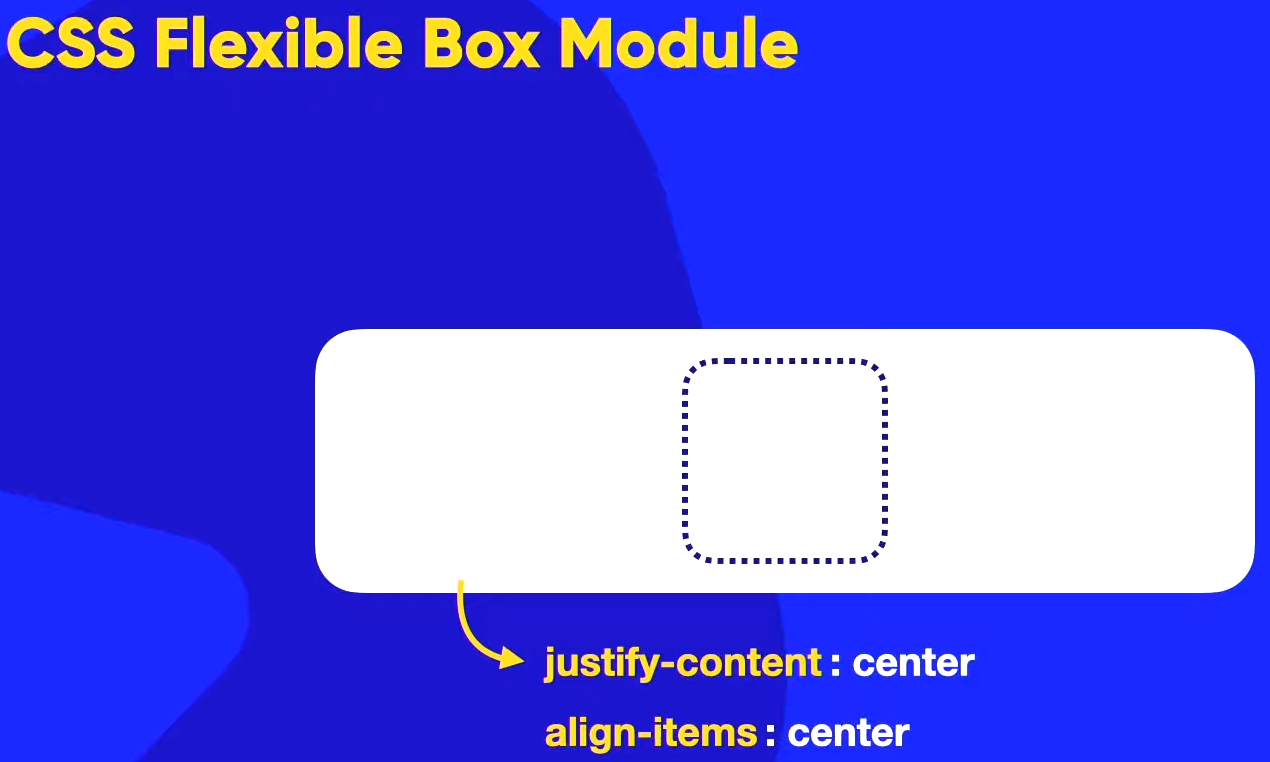 CSS Flexible Box Module
justify-content : center
align-items : center